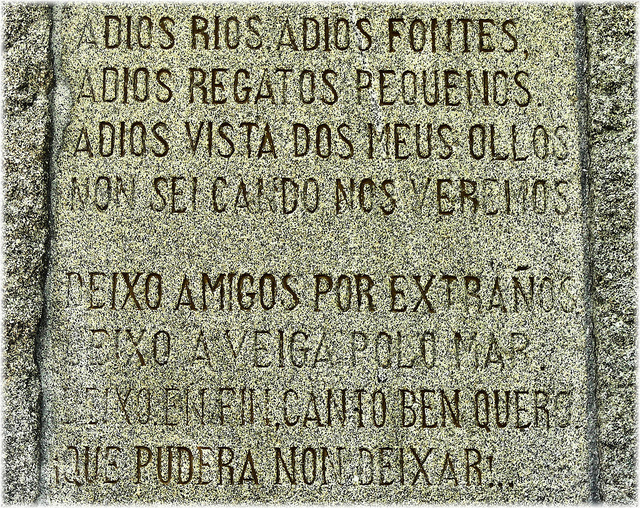 ADIOS RIOS ADIOS FONTES,
ADIOS REGATOS PEQUENOS.
ADIOS VISTA DOS MEUS OLLOS
NON SEI CANDO NOS VEREMOS
DEIXO AMIGOS POR EXTRAÑOS
DEIXO A VEIGA POLO MAR.
DEIXO, EN FIN, CANTO BEN QUERO.
¡QUE PUDERA NON DEIXAR!..